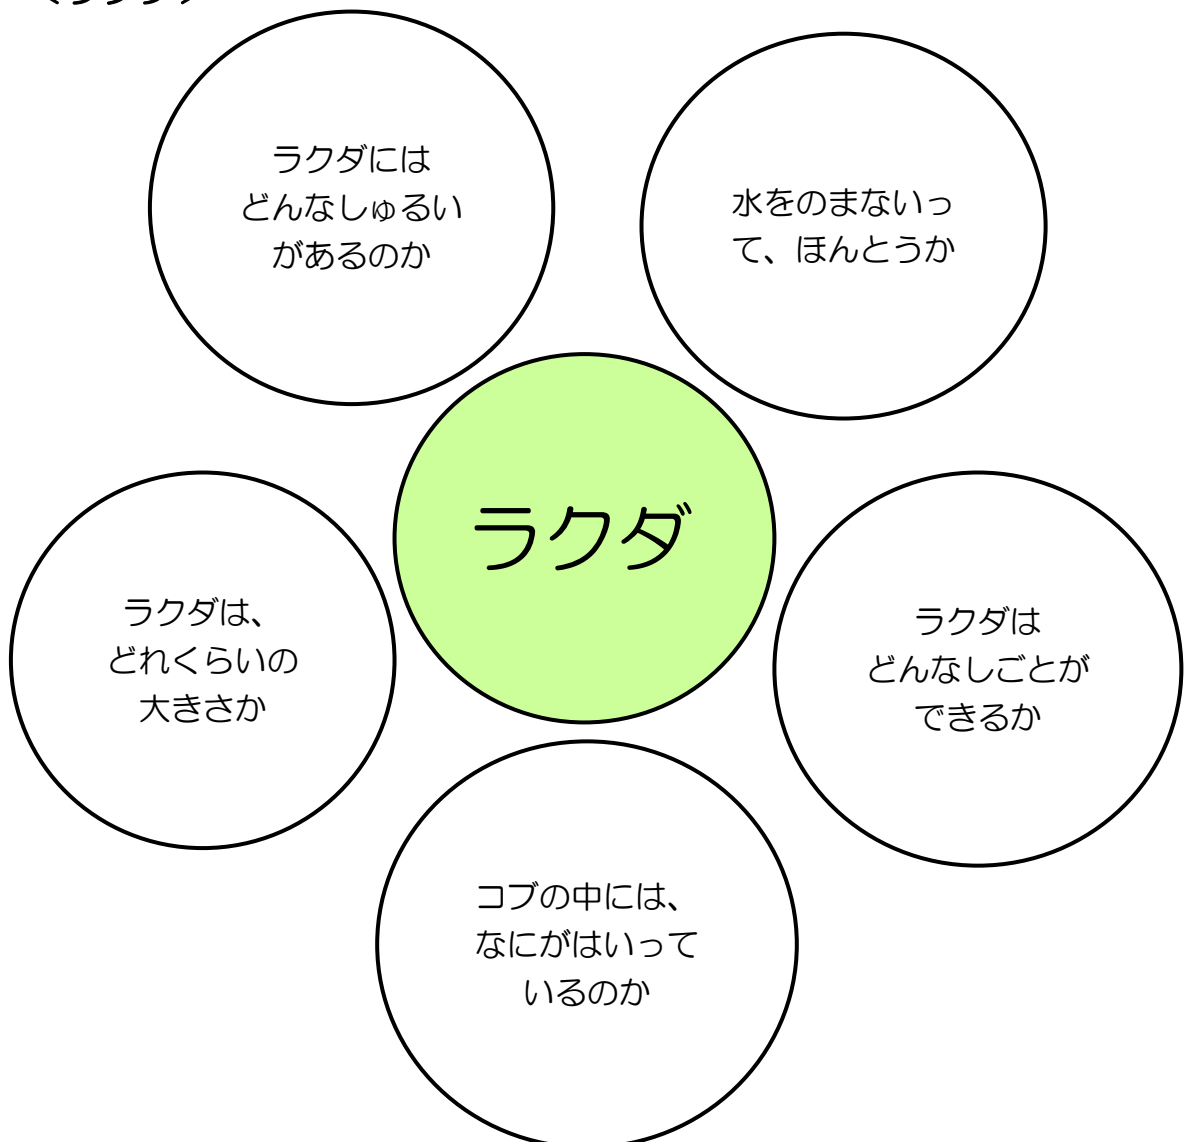 ラクダには
どんなしゅるい
があるのか
水をのまないっ
て、ほんとうか
ラクダ
ラクダは、
どれくらいの
大きさか
ラクダは
どんなしごとが
できるか
コブの中には、
なにがはいって
いるのか